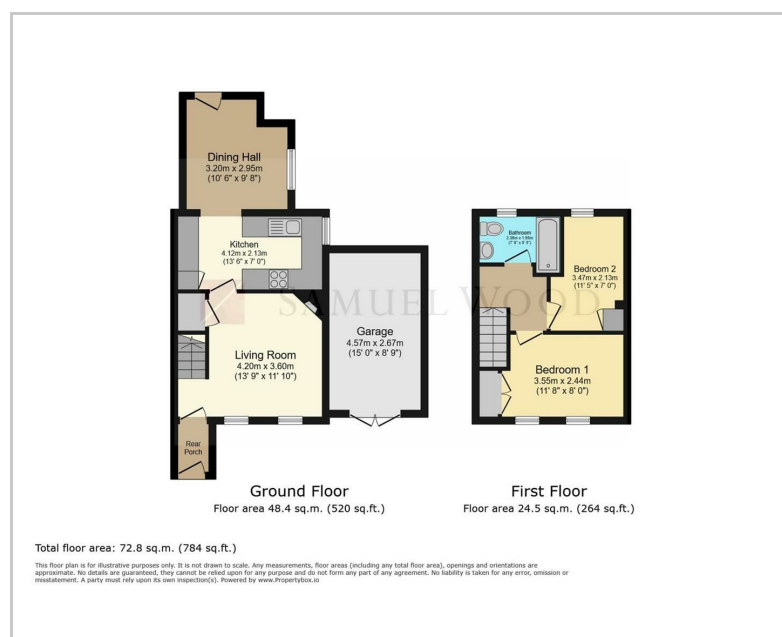 Dining Hall
3.20m x 2.95m
(10' 6" x 9' 8")
Kitchen
4.12m x 2.13m
(13' 6" x 7' 0")
SAMUEL WOOD
Living Room
4.20m x 3.60m
(13' 9" x 11' 10")
Garage
4.57m x 2.67m
(15' 0" x 8' 9")
Rear
Porch
Ground Floor
Floor area 48.4 sq.m. (520 sq.ft.)
Bathroom
Bedroom 2
3.47m x 2.13m
(11' 5" x 7' 0")
Bedroom 1
3.55m x 2.44m
(11' 8" x 8' 0")
First Floor
Floor area 24.5 sq.m. (264 sq.ft.)
Total floor area: 72.8 sq.m. (784 sq.ft.)
This floor plan is for illustrative purposes only. It is not drawn to scale. Any measurements, floor areas (including any total floor area), openings and orientations are
approximate. No details are guaranteed, they cannot be relied upon for any purpose and do not form any part of any agreement. No liability is taken for any error, omission or
misstatement. A party must rely upon its own inspection(s). Powered by www.Propertybox.io